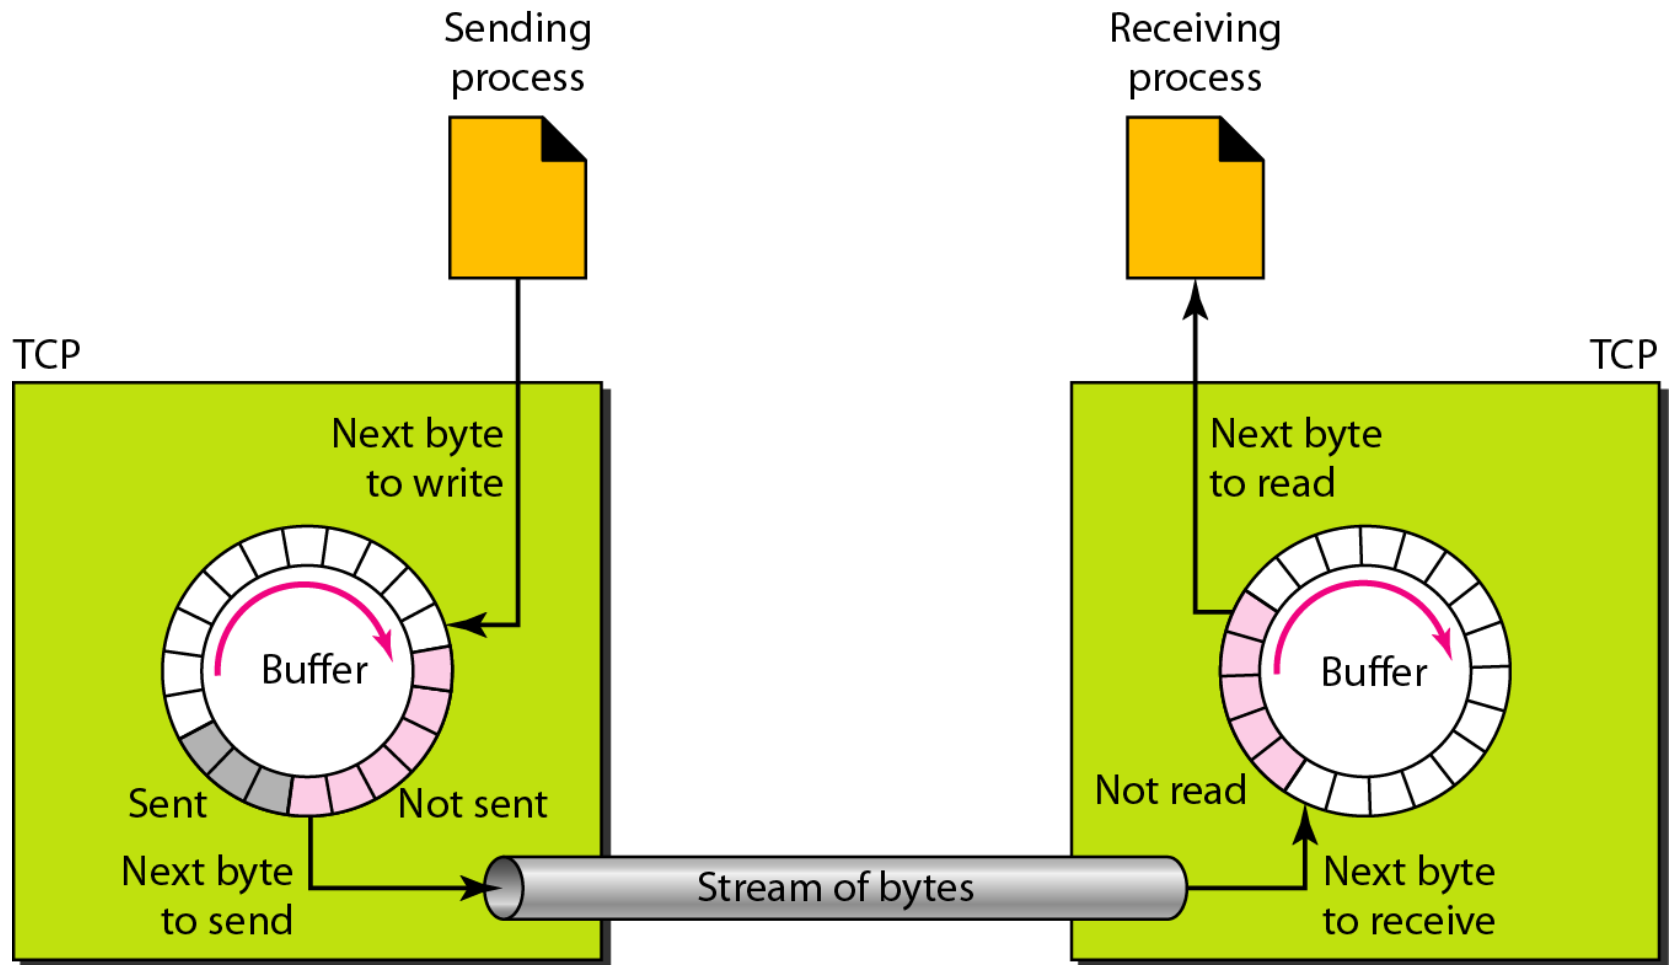 Sending
process
Receiving
process
TCP
TCP
Next byte
to write
Next byte
to read
Buffer
Buffer
Sent
Not sent
Not read
Next byte
to send
Stream of bytes
Next byte
to receive